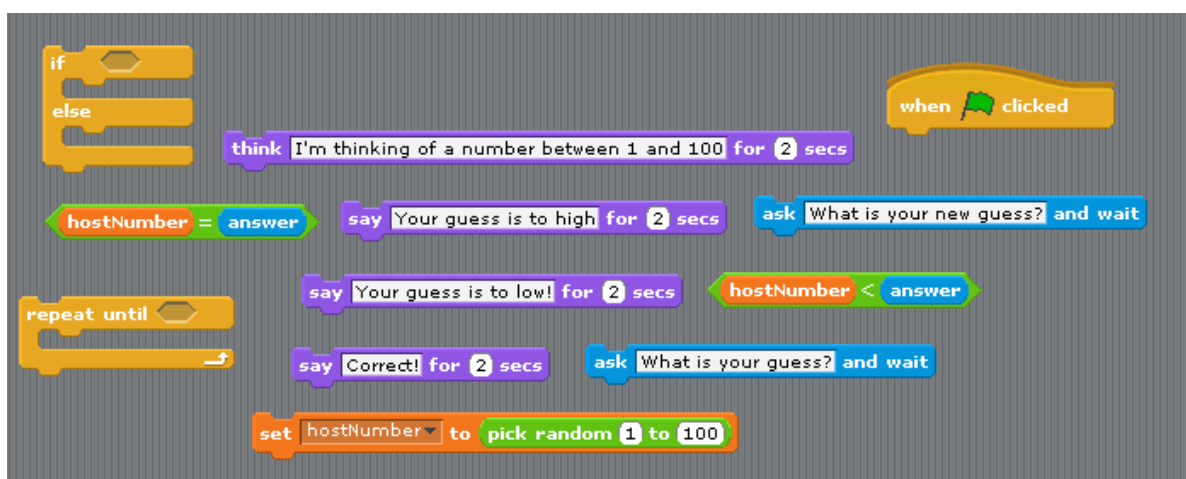 if
else
when clicked
think I'm thinking of a number between 1 and 100 for 2 secs
hostNumber = answer
say Your guess is to high for 2 secs
ask What is your new guess? and wait
repeat until
say Your guess is to low! for 2 secs
hostNumber < answer
say Correct! for 2 secs
ask What is your guess? and wait
set hostNumber to pick random 1 to 100